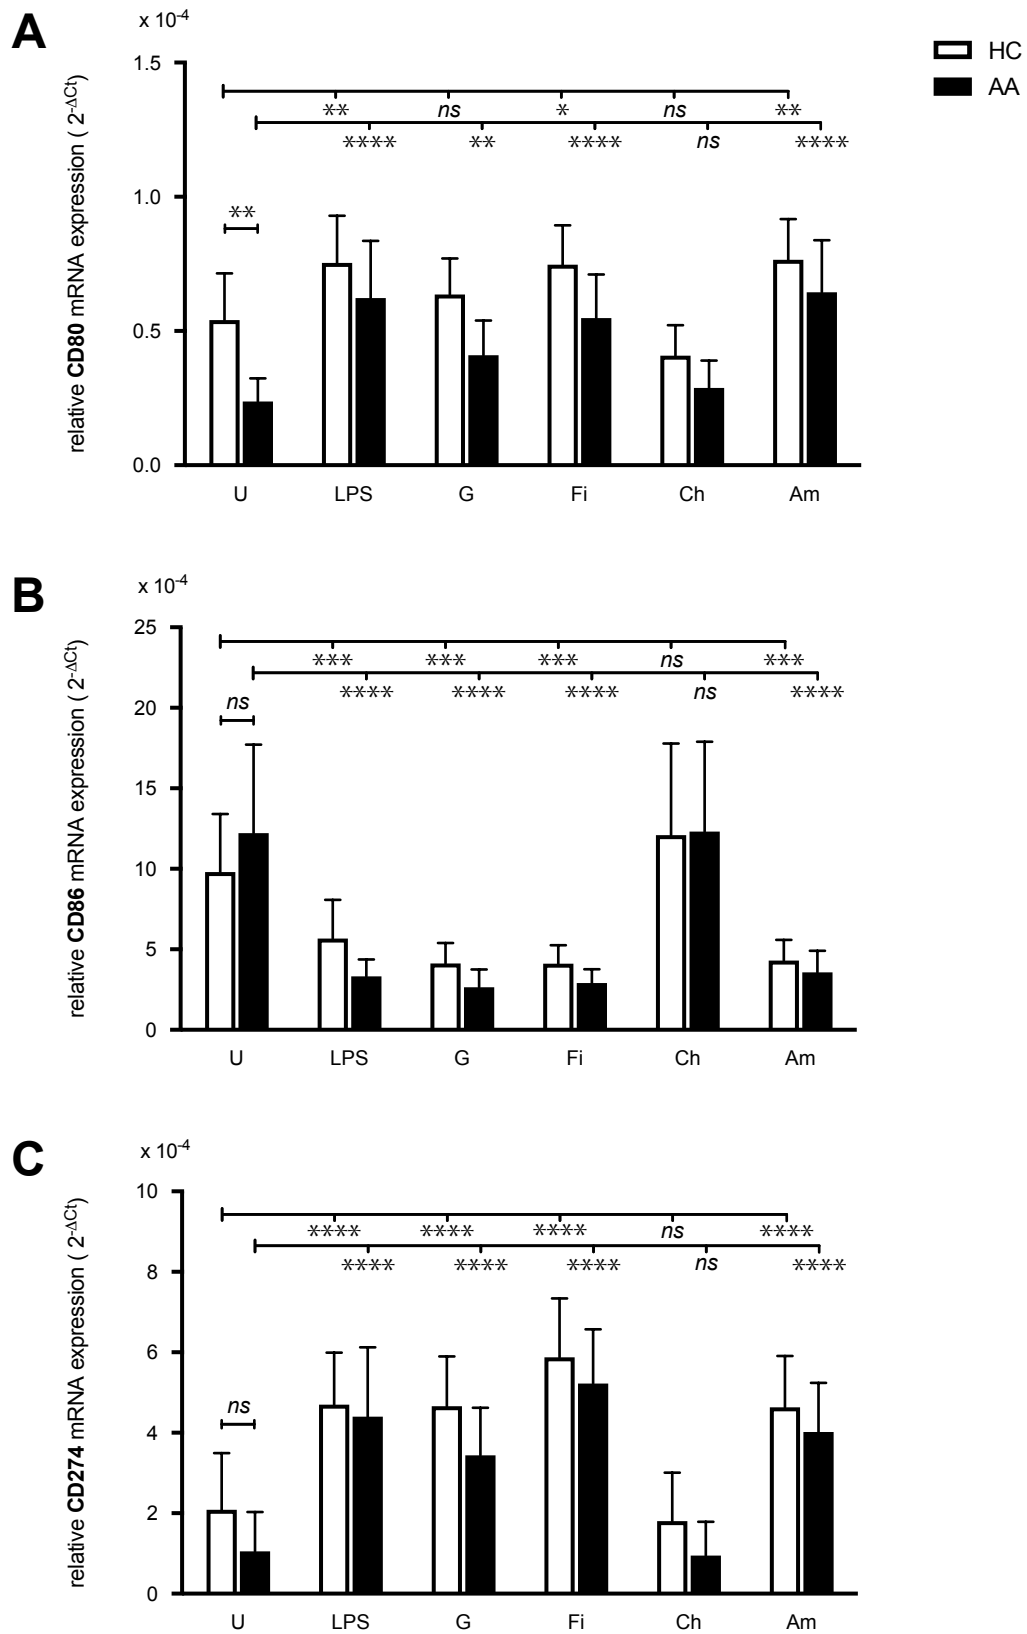 A
x 10-4
HC
AA
relative CD80 mRNA expression ( 2-ΔCt)
1.5
1.0
0.5
0.0
** ns * ns **
**** ** **** ns ****
**
U LPS G Fi Ch Am
B
x 10-4
relative CD86 mRNA expression ( 2-ΔCt)
25
20
15
10
5
0
*** *** *** ns ***
**** **** **** ns ****
ns
U LPS G Fi Ch Am
C
x 10-4
relative CD274 mRNA expression ( 2-ΔCt)
10
8
6
4
2
0
**** **** **** ns ****
**** **** **** ns ****
ns
U LPS G Fi Ch Am